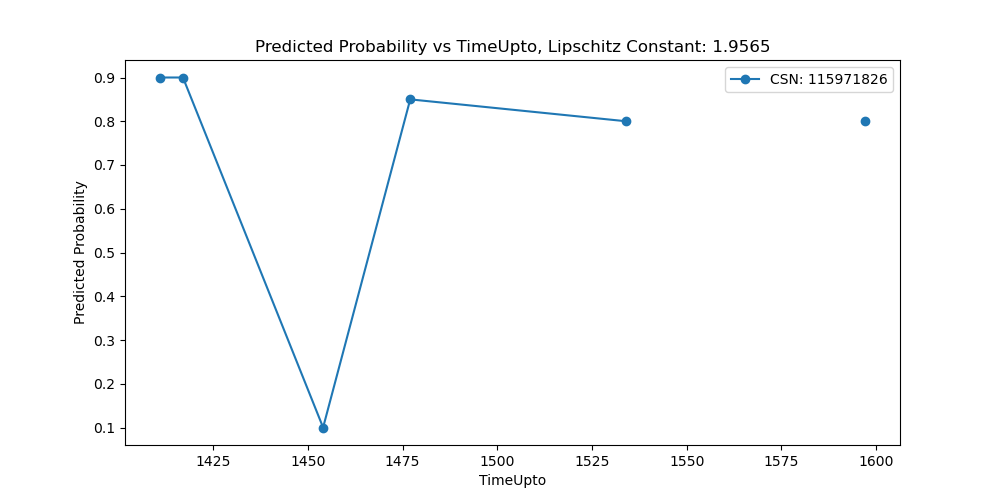 Predicted Probability vs TimeUpto, Lipschitz Constant: 1.9565
CSN: 115971826
Predicted Probability
0.9
0.8
0.7
0.6
0.5
0.4
0.3
0.2
0.1
1425 1450 1475 1500 1525 1550 1575 1600
TimeUpto